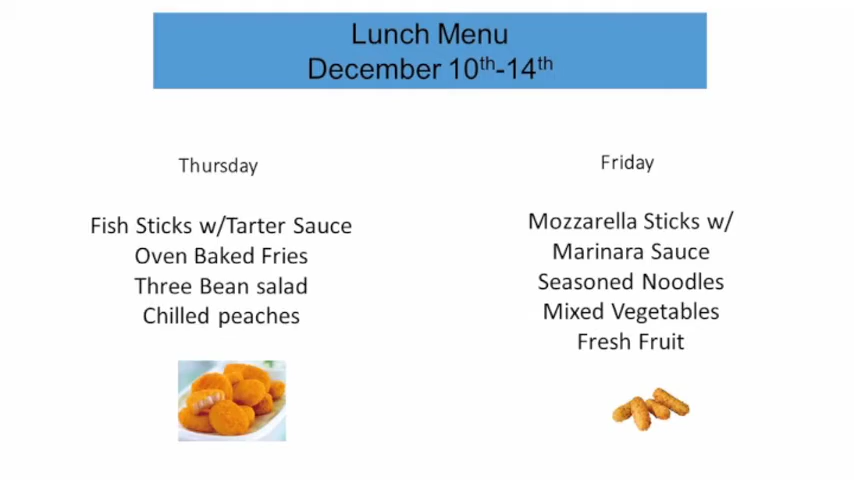 Lunch Menu
December 10th-14th
Thursday
Fish Sticks w/Tarter Sauce
Oven Baked Fries
Three Bean salad
Chilled peaches
Friday
Mozzarella Sticks w/
Marinara Sauce
Seasoned Noodles
Mixed Vegetables
Fresh Fruit